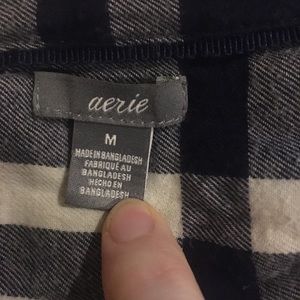 aerie
M
MADE IN BANGLADESH
FABRIQUÉ AU
BANGLADESH
HECHO EN
BANGLADESH